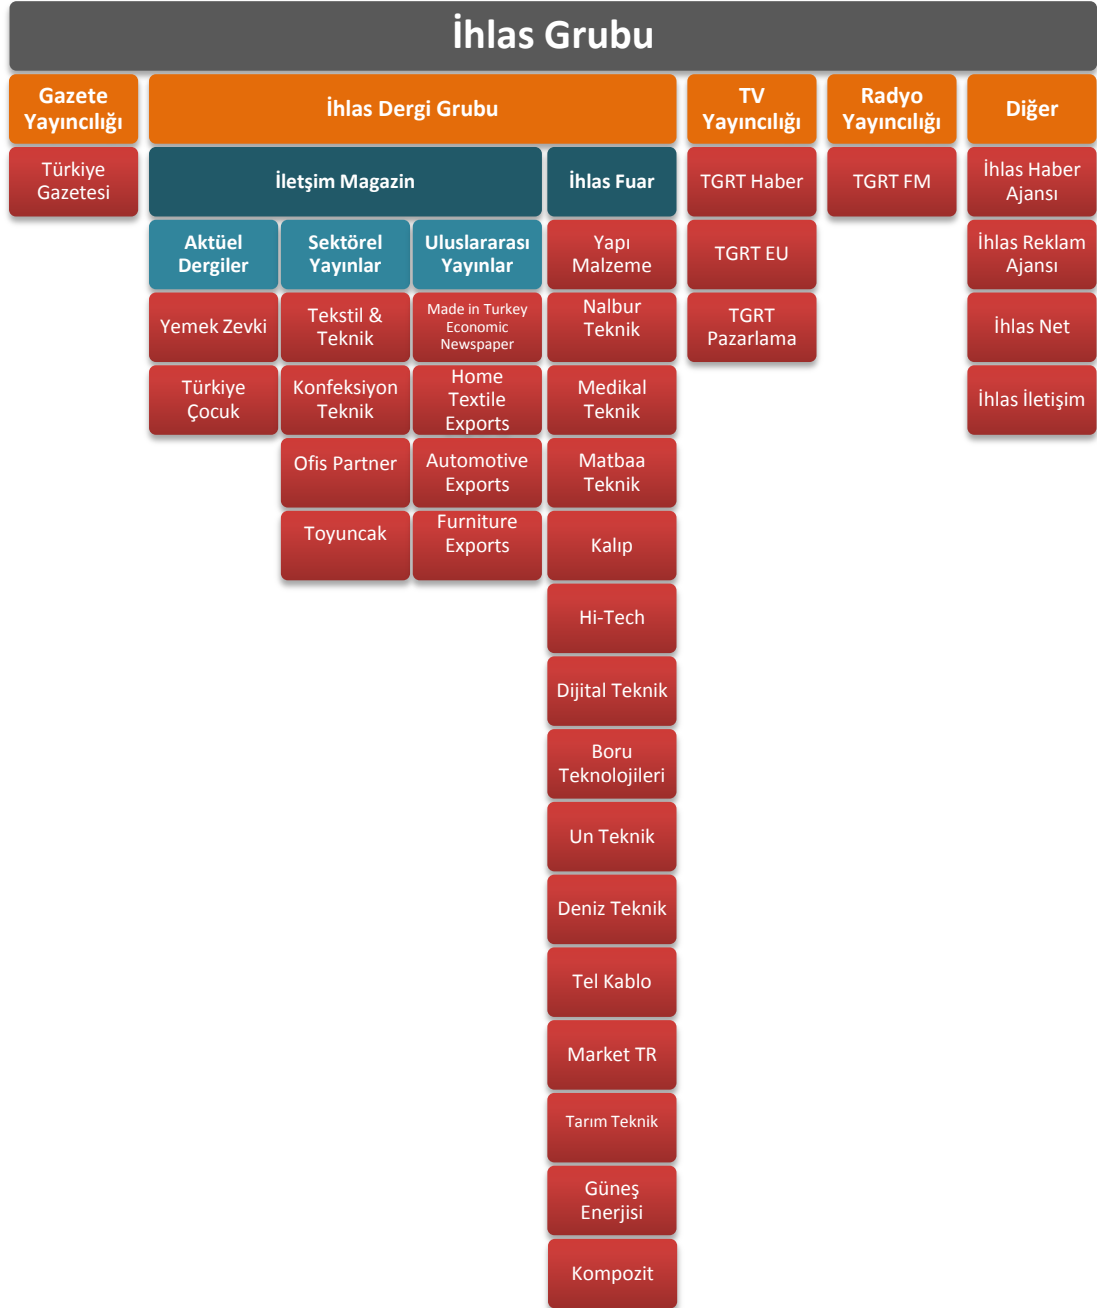 İhlas Grubu
Gazete
Yayıncılığı
İhlas Dergi Grubu
TV
Yayıncılığı
Radyo
Yayıncılığı
Diğer
Türkiye
Gazetesi
İletşim Magazin
İhlas Fuar
TGRT Haber
TGRT FM
İhlas Haber
Ajansı
Aktüel
Dergiler
Sektörel
Yayınlar
Uluslararası
Yayınlar
Yapı
Malzeme
TGRT EU
İhlas Reklam
Ajansı
Yemek Zevki
Tekstil &
Teknik
Made in Turkey
Economic
Newspaper
Nalbur
Teknik
TGRT
Pazarlama
İhlas Net
Türkiye
Çocuk
Konfeksiyon
Teknik
Home
Textile
Exports
Medikal
Teknik
İhlas İletişim
Ofis Partner
Automotive
Exports
Matbaa
Teknik
Toyuncak
Furniture
Exports
Kalıp
Hi-Tech
Dijital Teknik
Boru
Teknolojileri
Un Teknik
Deniz Teknik
Tel Kablo
Market TR
Tarım Teknik
Güneş
Enerjisi
Kompozit